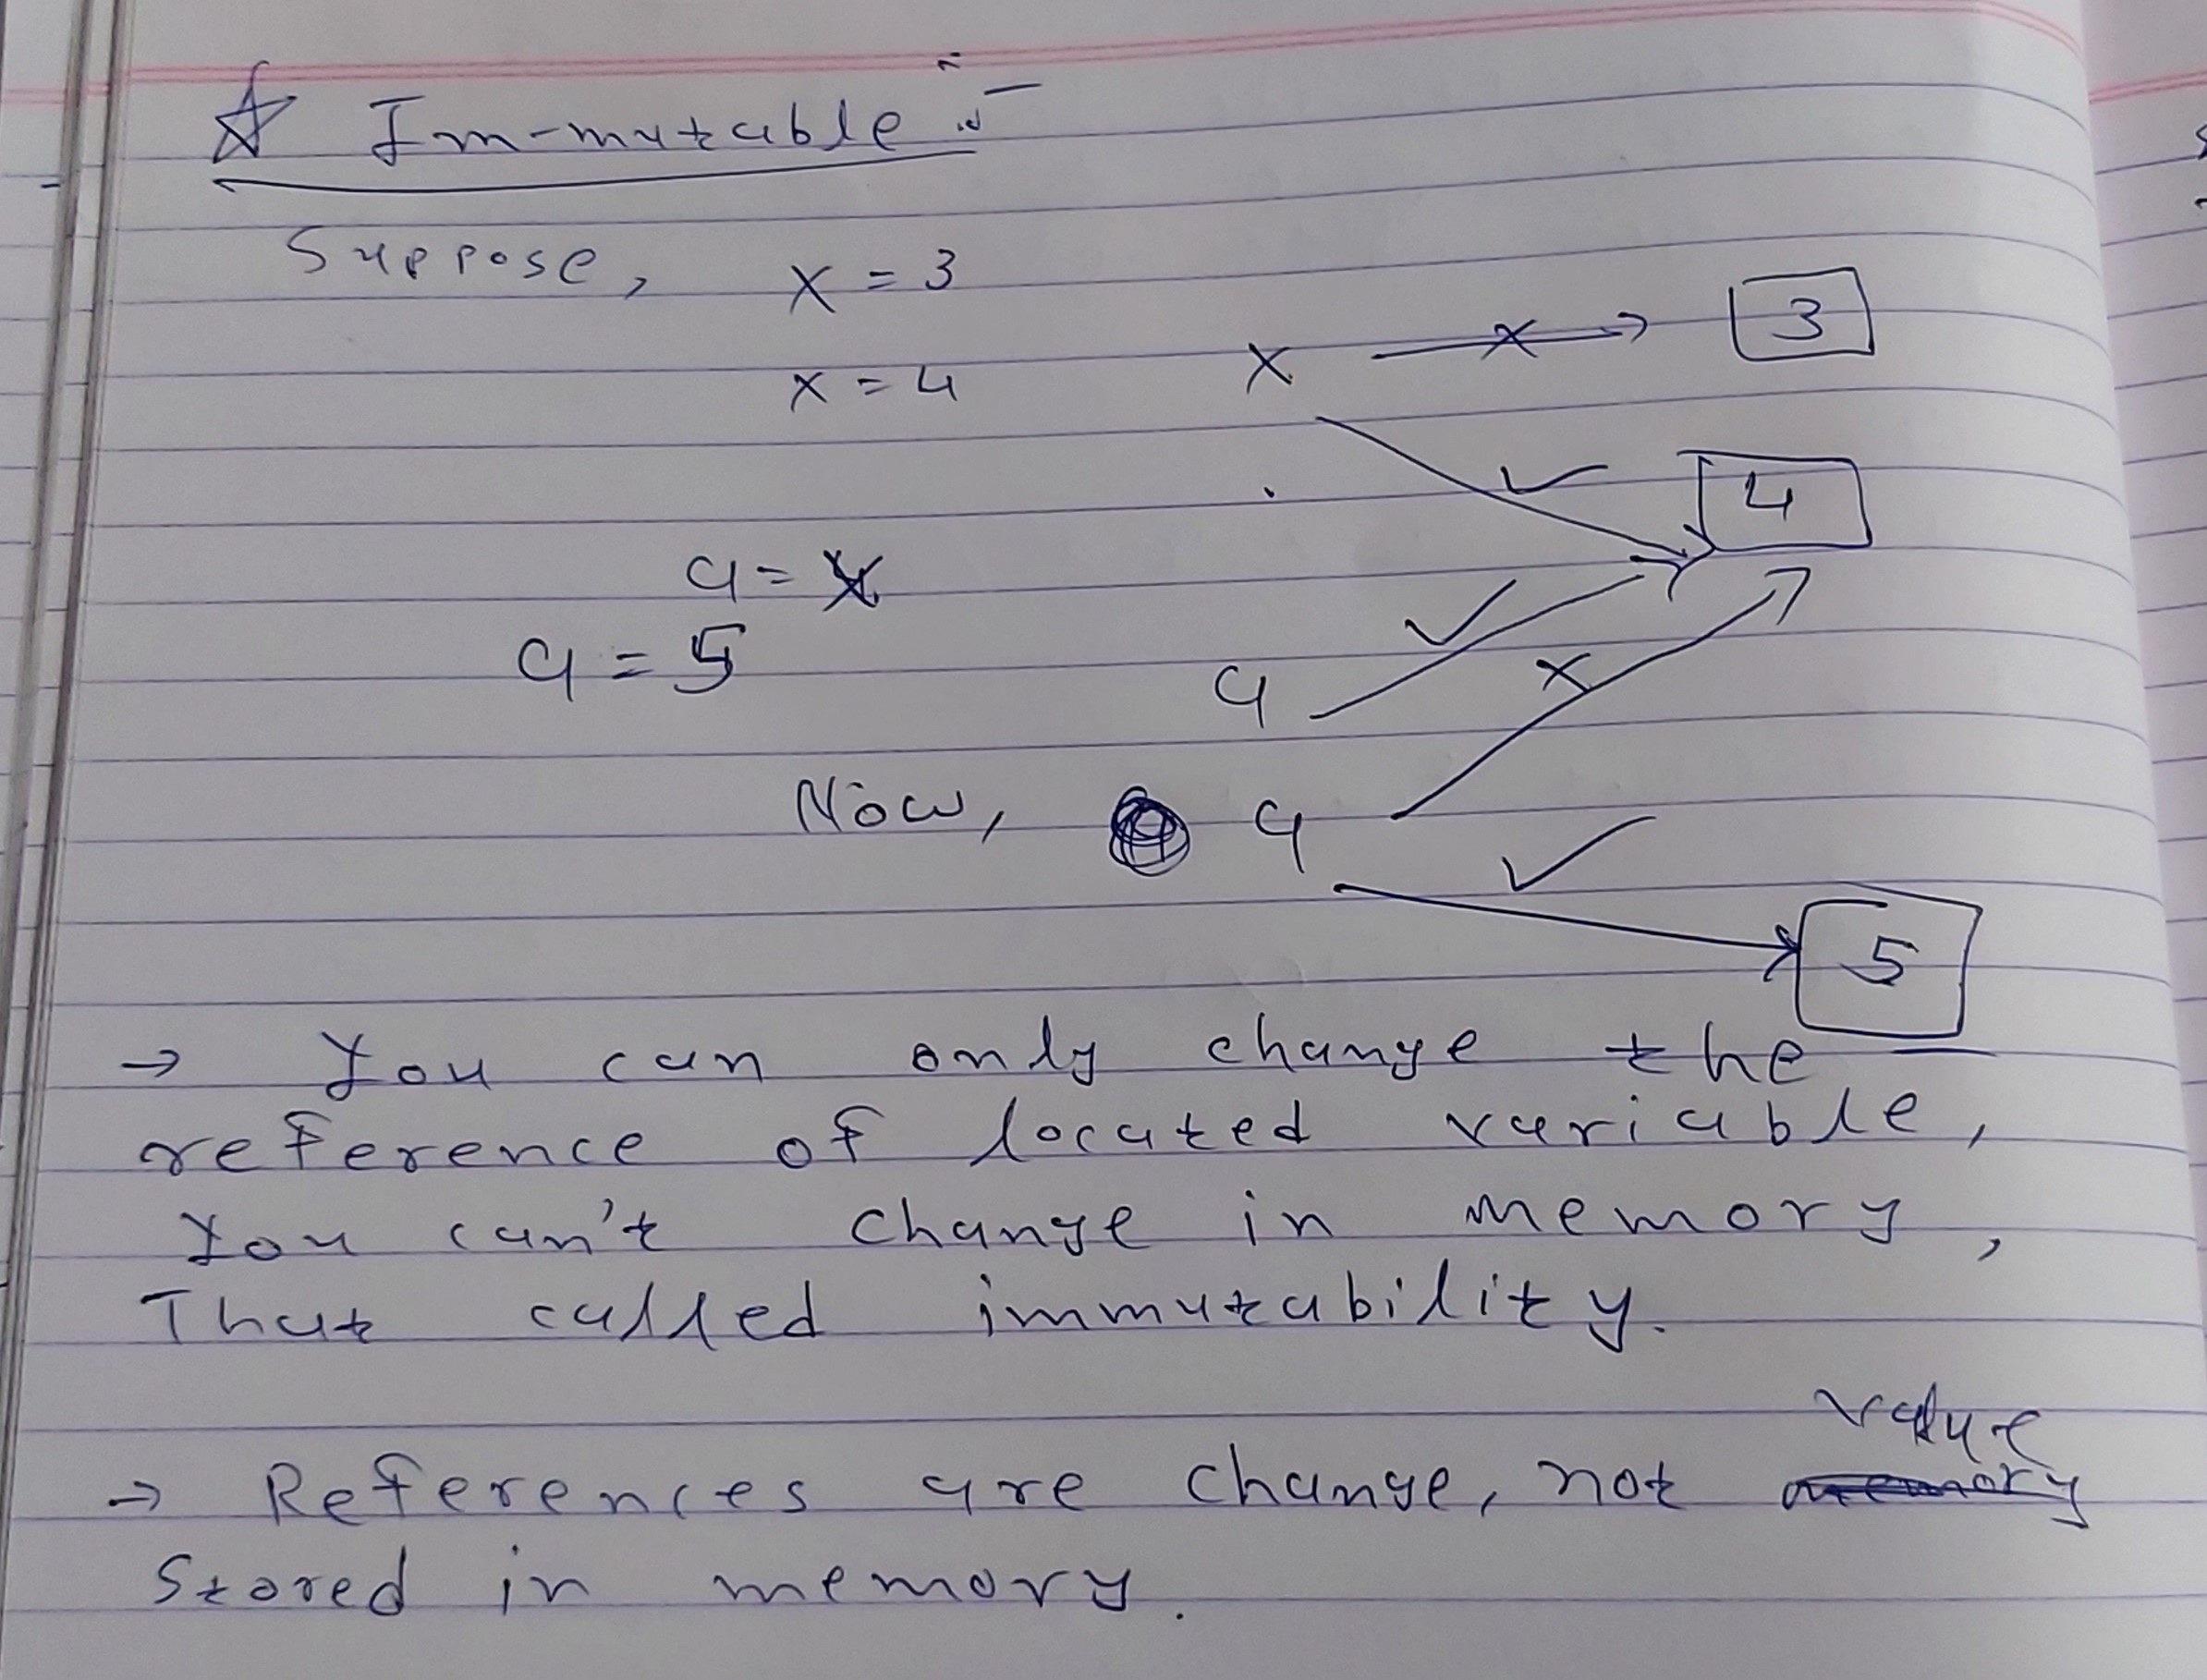 ☆ Im-mutable :-
Suppose, x = 3
x = 4
x → 3
4
a = x
a = 5
a
Now, a
5
→ You can only change the
reference of located variable,
You can't change in memory,
That called immutability.
value
→ References are change, not memory
stored in memory.